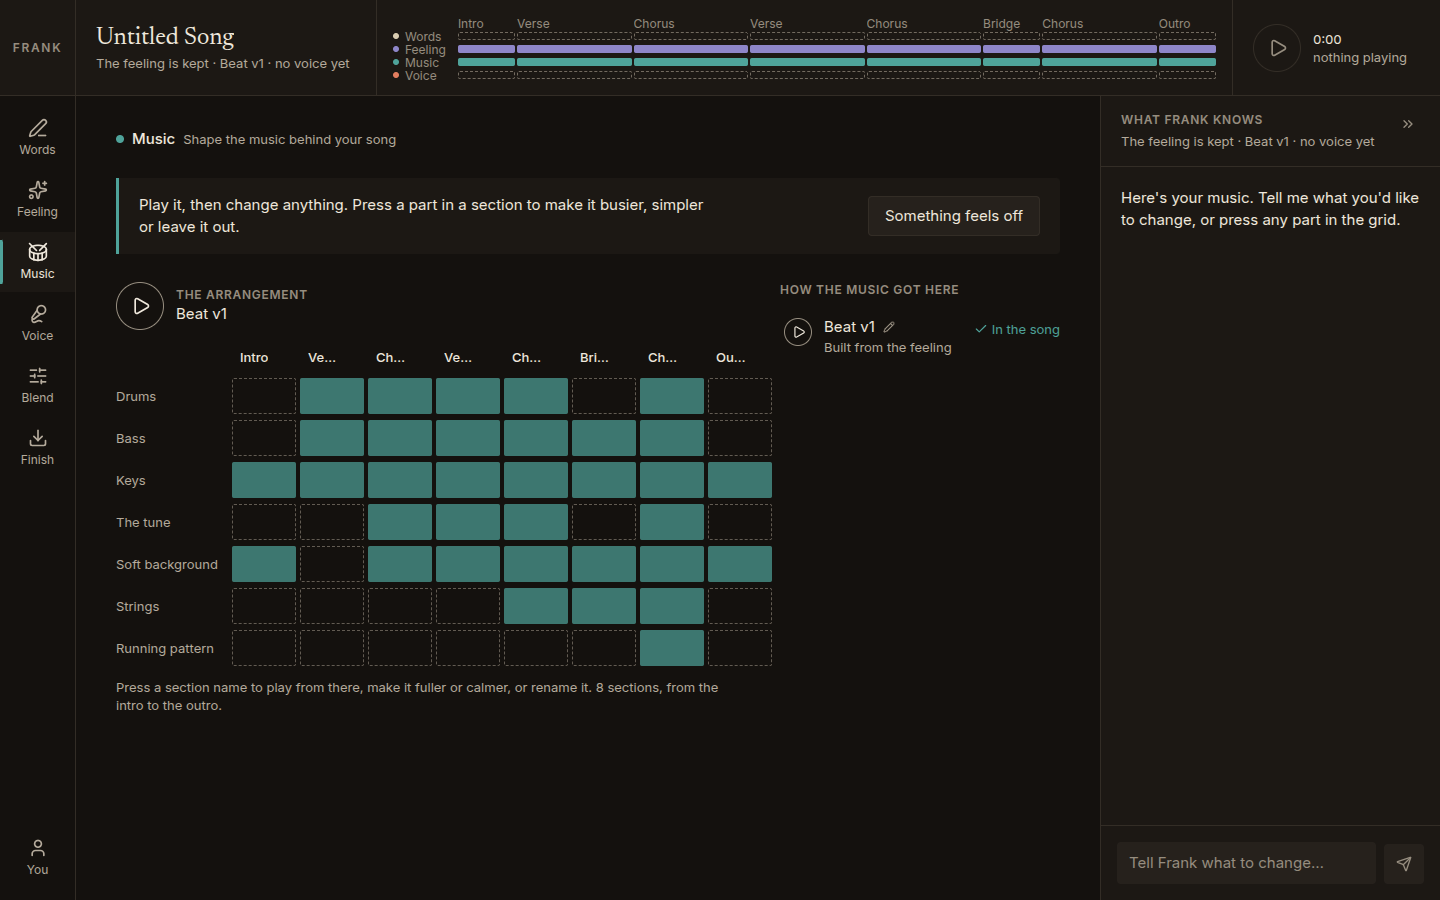 FRANK
Untitled Song
The feeling is kept · Beat v1 · no voice yet
Intro Verse Chorus Verse Chorus Bridge Chorus Outro
Words
Feeling
Music
Voice
0:00
nothing playing
Words
Feeling
Music
Voice
Blend
Finish
You
Music Shape the music behind your song
Play it, then change anything. Press a part in a section to make it busier, simpler
or leave it out.
Something feels off
THE ARRANGEMENT
Beat v1
Intro Ve... Ch... Ve... Ch... Bri... Ch... Ou...
Drums
Bass
Keys
The tune
Soft background
Strings
Running pattern
Press a section name to play from there, make it fuller or calmer, or rename it. 8 sections, from the
intro to the outro.
HOW THE MUSIC GOT HERE
Beat v1
In the song
Built from the feeling
WHAT FRANK KNOWS
The feeling is kept · Beat v1 · no voice yet
Here's your music. Tell me what you'd like
to change, or press any part in the grid.
Tell Frank what to change...